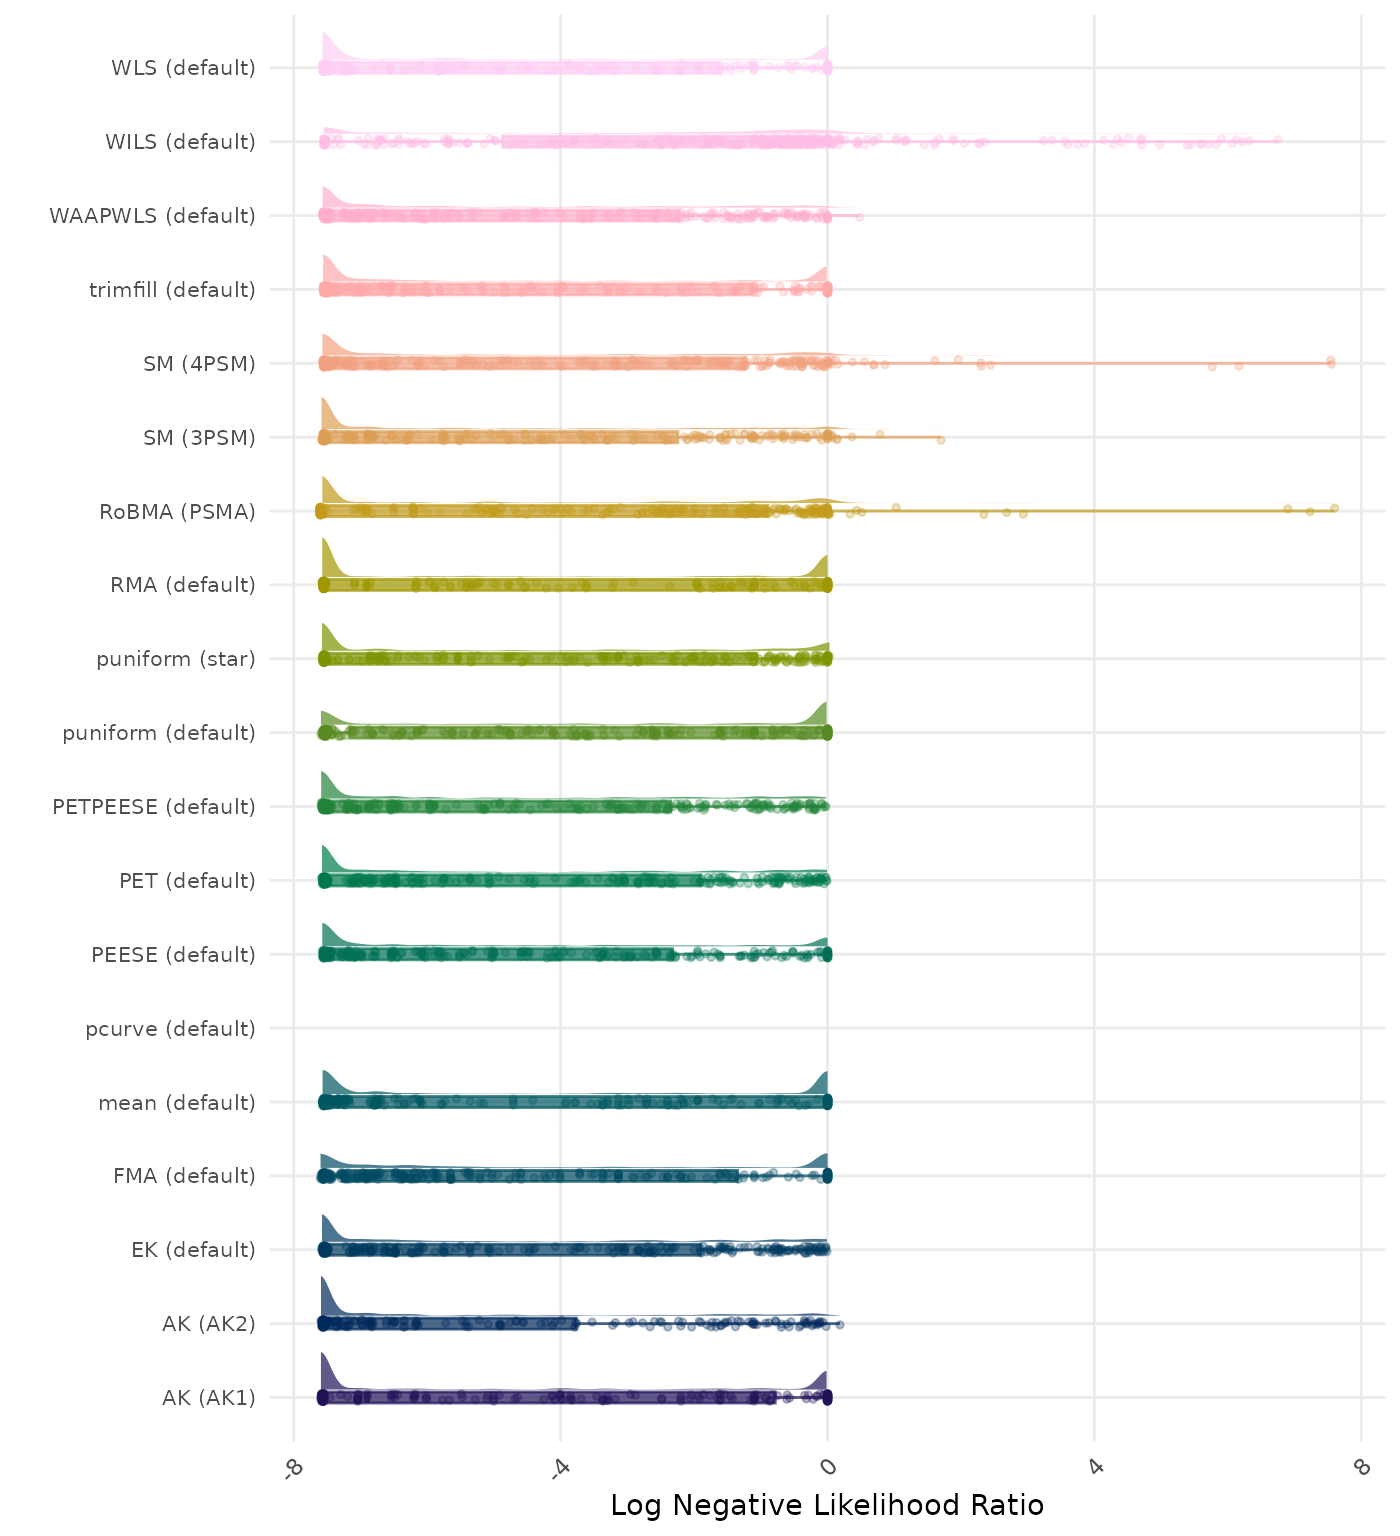 WLS (default)
WILS (default)
WAAPWLS (default)
trimfill (default)
SM (4PSM)
SM (3PSM)
RoBMA (PSMA)
RMA (default)
puniform (star)
puniform (default)
PETPEESE (default)
PET (default)
PEESE (default)
pcurve (default)
mean (default)
FMA (default)
EK (default)
AK (AK2)
AK (AK1)
-8 -4 0 4 8
Log Negative Likelihood Ratio